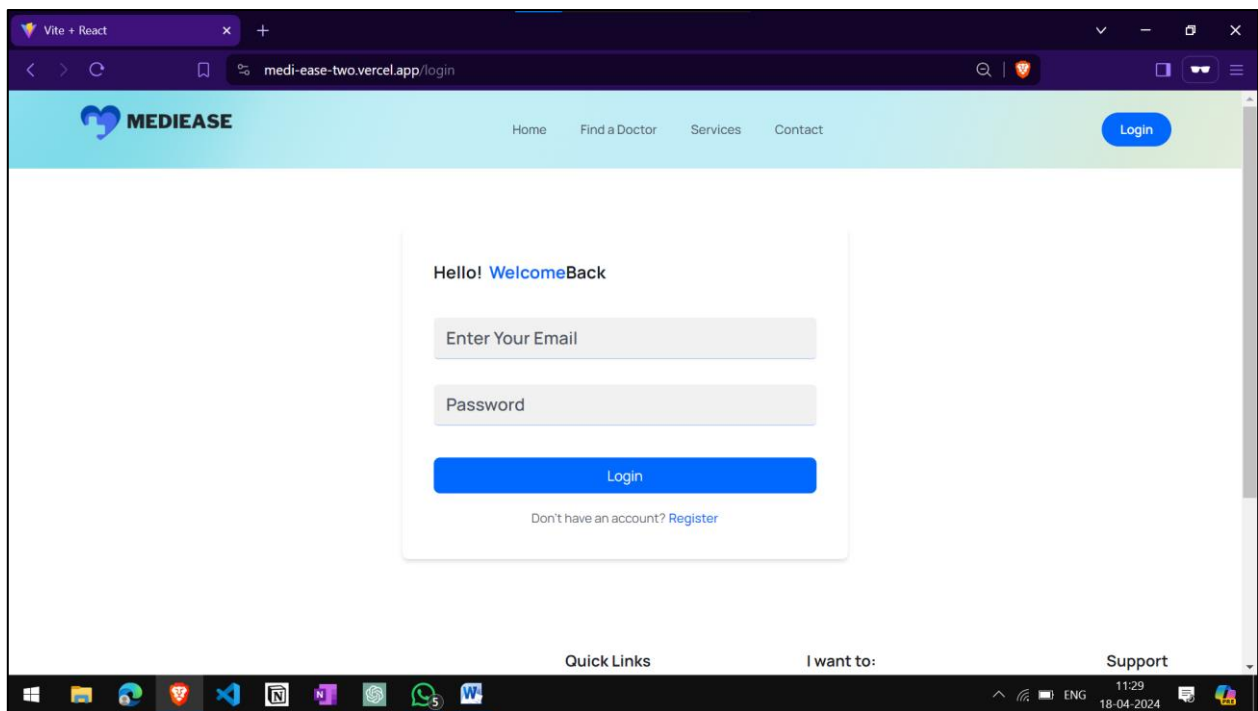 Vite + React
medi-ease-two.vercel.app/login
MEDIEASE
Home Find a Doctor Services Contact Login
Hello! WelcomeBack
Enter Your Email
Password
Login
Don't have an account? Register
Quick Links I want to: Support
N N 5 W ENG 11:29
18-04-2024 PRE